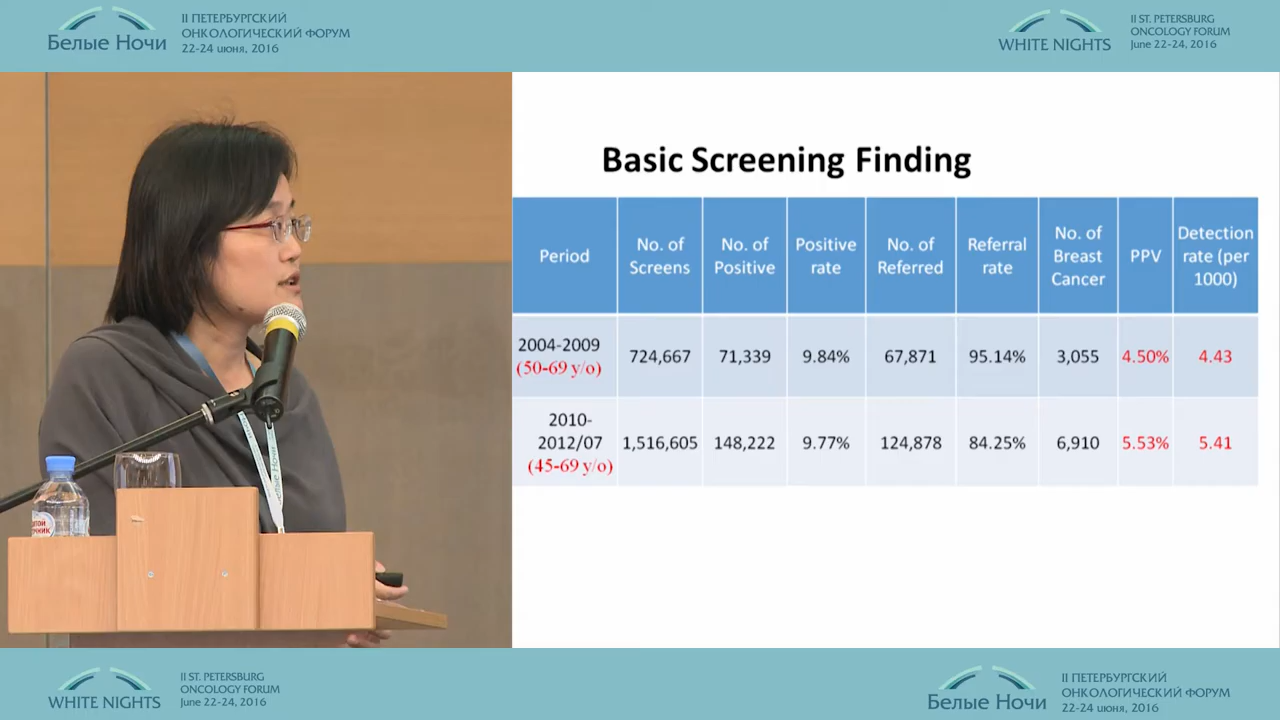 II ПЕТЕРБУРГСКИЙ
ОНКОЛОГИЧЕСКИЙ ФОРУМ
Белые Ночи
22-24 июня, 2016
II ST. PETERSBURG
ONCOLOGY FORUM
WHITE NIGHTS
June 22-24, 2016
Basic Screening Finding
Period
No. of
Screens
No. of
Positive
Positive
rate
No. of
Referred
Referral
rate
No. of
Breast
Cancer
PPV
Detection
rate (per
1000)
2004-2009
(50-69 y/o)
724,667
71,339
9.84%
67,871
95.14%
3,055
4.50%
4.43
2010-
2012/07
(45-69 y/o)
1,516,605
148,222
9.77%
124,878
84.25%
6,910
5.53%
5.41
II ST. PETERSBURG
ONCOLOGY FORUM
WHITE NIGHTS
June 22-24, 2016
II ПЕТЕРБУРГСКИЙ
ОНКОЛОГИЧЕСКИЙ ФОРУМ
Белые Ночи
22-24 июня, 2016